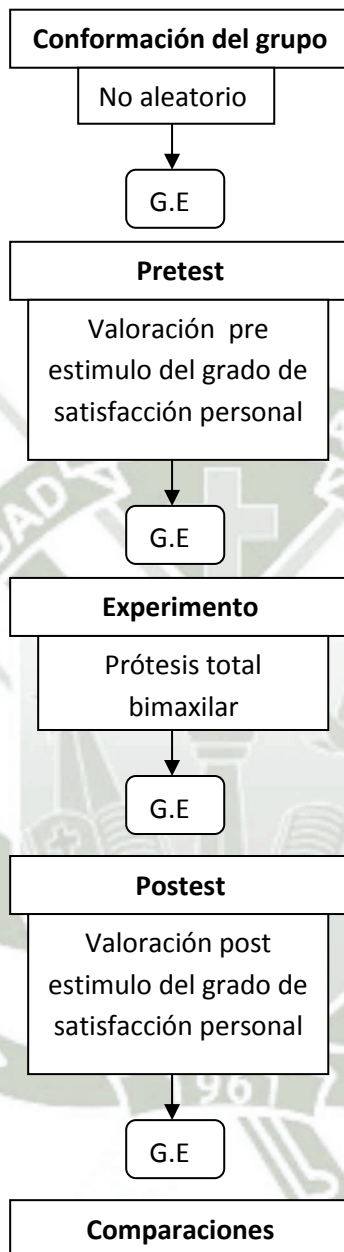 Conformación del grupo
No aleatorio
G.E
Pretest
Valoración pre
estimulo del grado de
satisfacción personal
G.E
Experimento
Prótesis total
bimaxilar
G.E
Postest
Valoración post
estimulo del grado de
satisfacción personal
196
G.E
Comparaciones